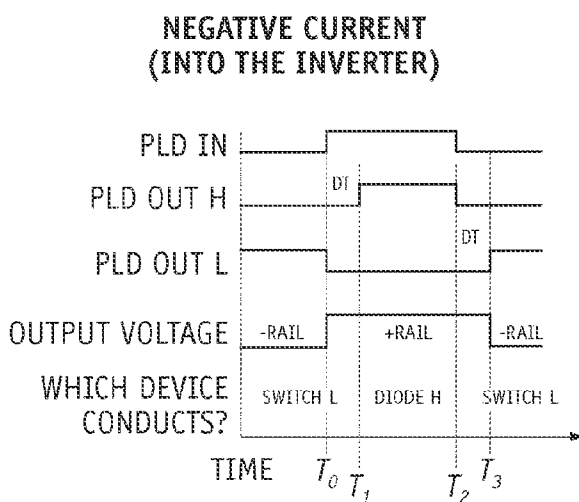 NEGATIVE CURRENT
(INTO THE INVERTER)
PLD IN
PLD OUT H
DT
PLD OUT L
DT
OUTPUT VOLTAGE
-RAIL
+RAIL
-RAIL
WHICH DEVICE
CONDUCTS?
SWITCH L
DIODE H
SWITCH L
TIME
T0
T1
T2
T3